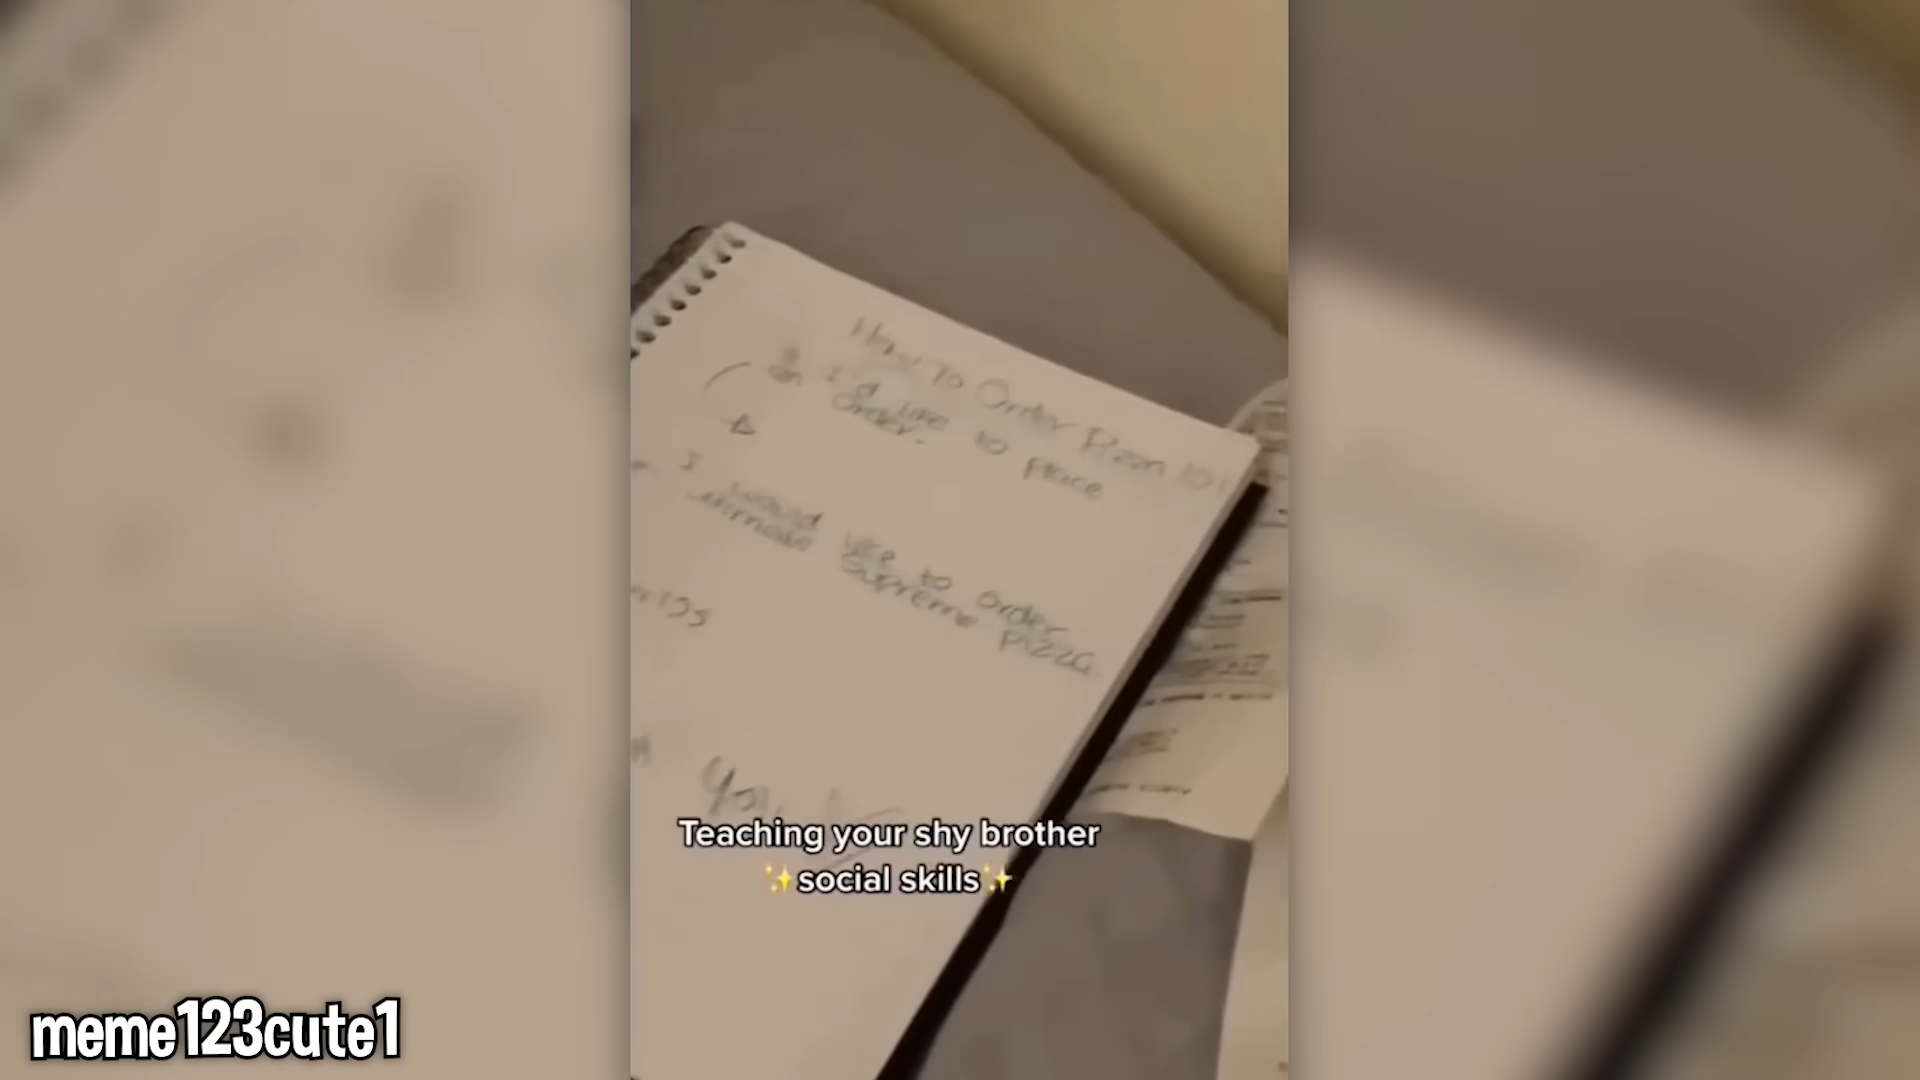 How To Order Pizza 101
I'd like to place
order.
I would like to order
supreme pizza.
You
Teaching your shy brother
✨social skills✨
meme123cute1